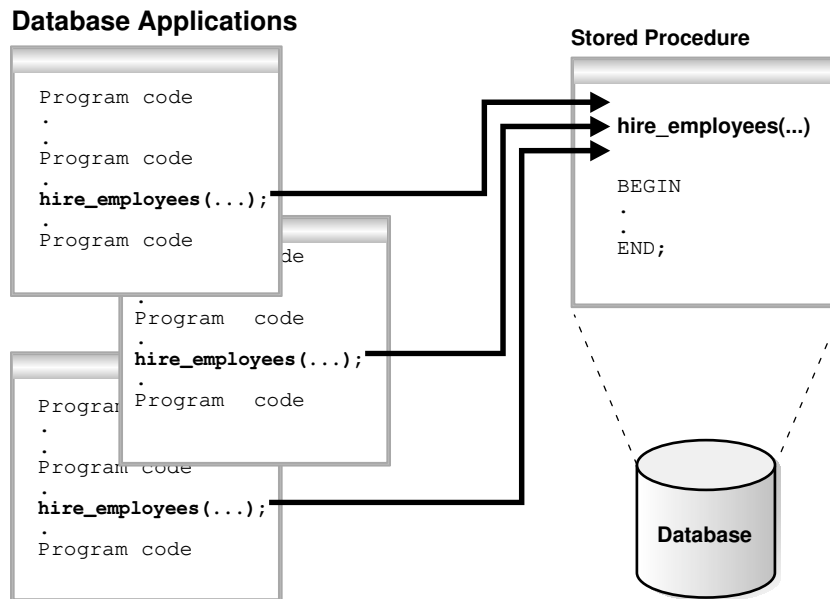 Database Applications
Program code
.
.
Program code
.
hire_employees(...);
.
Program code
de
.
Program code
.
hire_employees(...);
.
Program code
Program
.
.
Program code
.
hire_employees(...);
.
Program code
Stored Procedure
hire_employees(...)
BEGIN
.
.
END;
Database